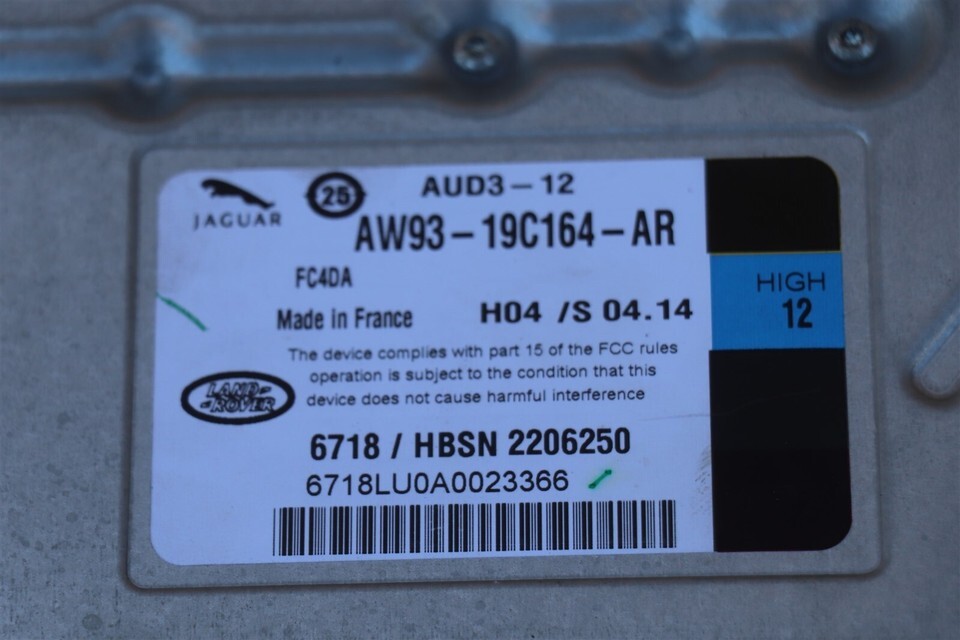 JAGUAR
25
AUD3-12
AW93-19C164-AR
FC4DA
Made in France
H04 /S 04.14
HIGH
12
The device complies with part 15 of the FCC rules
operation is subject to the condition that this
device does not cause harmful interference
LAND-
-ROVER
6718 / HBSN 2206250
6718LU0A0023366